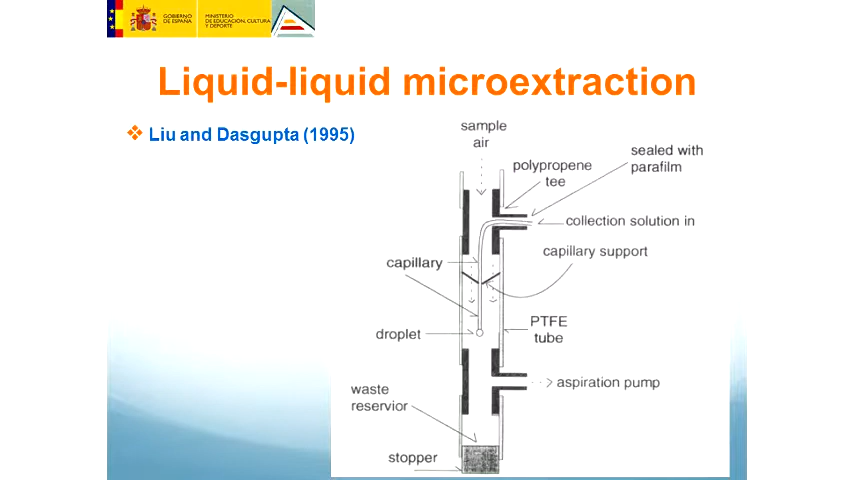 GOBIERNO
DE ESPAÑA
MINISTERIO
DE EDUCACIÓN, CULTURA
Y DEPORTE
Liquid-liquid microextraction
Liu and Dasgupta (1995)
sample
air
sealed with
parafilm
polypropene
tee
collection solution in
capillary support
capillary
droplet
PTFE
tube
aspiration pump
waste
reservior
stopper